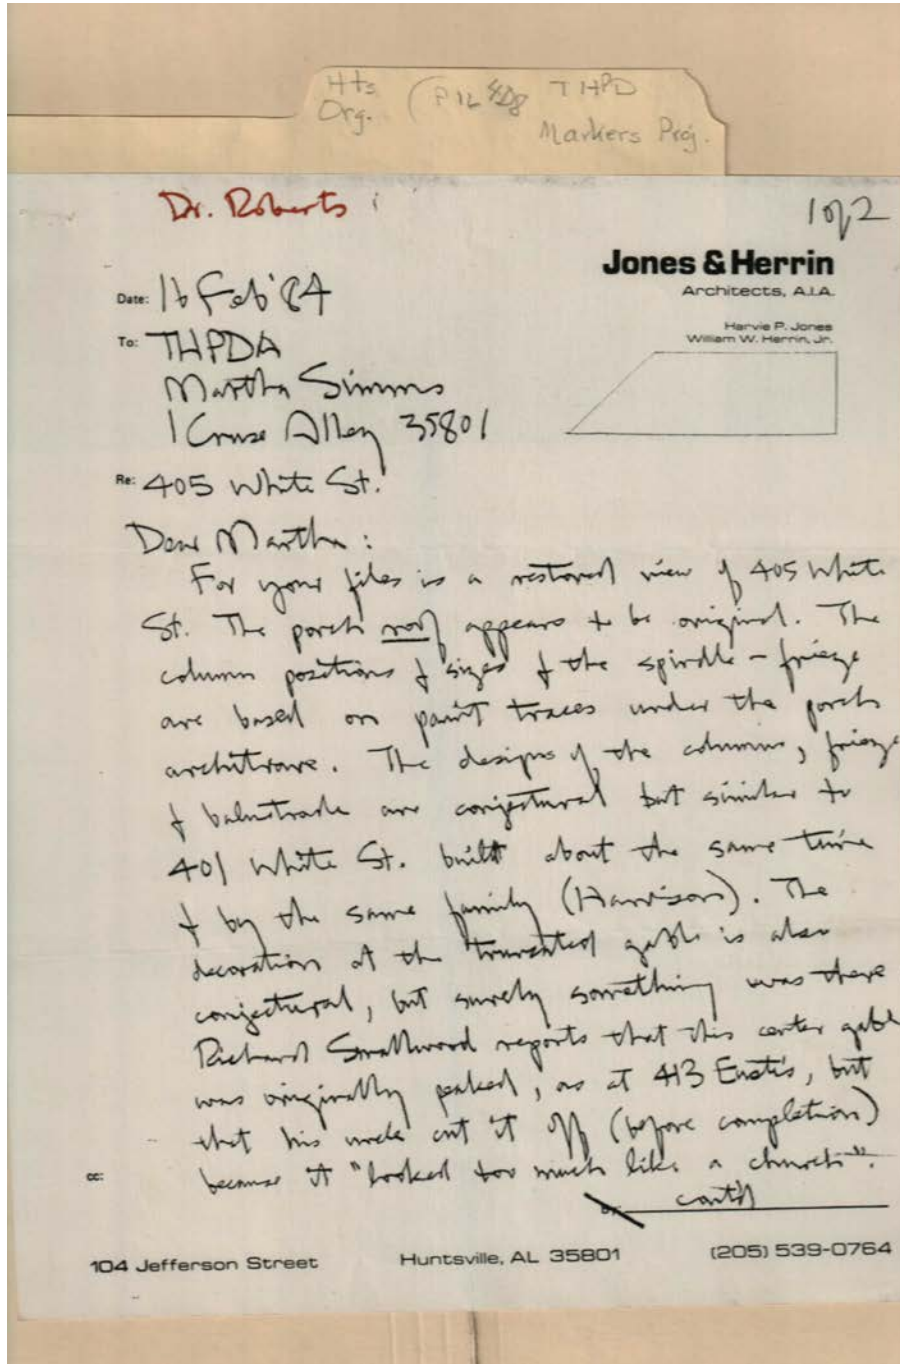 Hts. THPD
Org. (PIL Markers Proj.
Dr. Roberts
1 of 2
Jones & Herrin
Architects, A.I.A.
Harvie P. Jones
William W. Herrin, Jr.
Date: 16 Feb '84
To: THPDA
Martha Simms
1 Cruse Alley 35801
Re: 405 White St.
Dear Martha:
For your files is a restored view of 405 White
St. The porch roof appears to be original. The
column positions & sizes & the spindle-frieze
are based on paint traces under the porch
architrave. The designs of the columns, frieze
& balustrade are conjectural but similar to
401 White St. built about the same time
& by the same family (Harrison). The
decoration at the truncated gable is also
conjectural, but surely something was there
Richard Smallwood reports that this center gable
was originally peaked, as at 413 Eustis, but
that his uncle cut it off (before completion)
because it "looked too much like a church".
cc:
cont'd
104 Jefferson Street Huntsville, AL 35801 (205) 539-0764